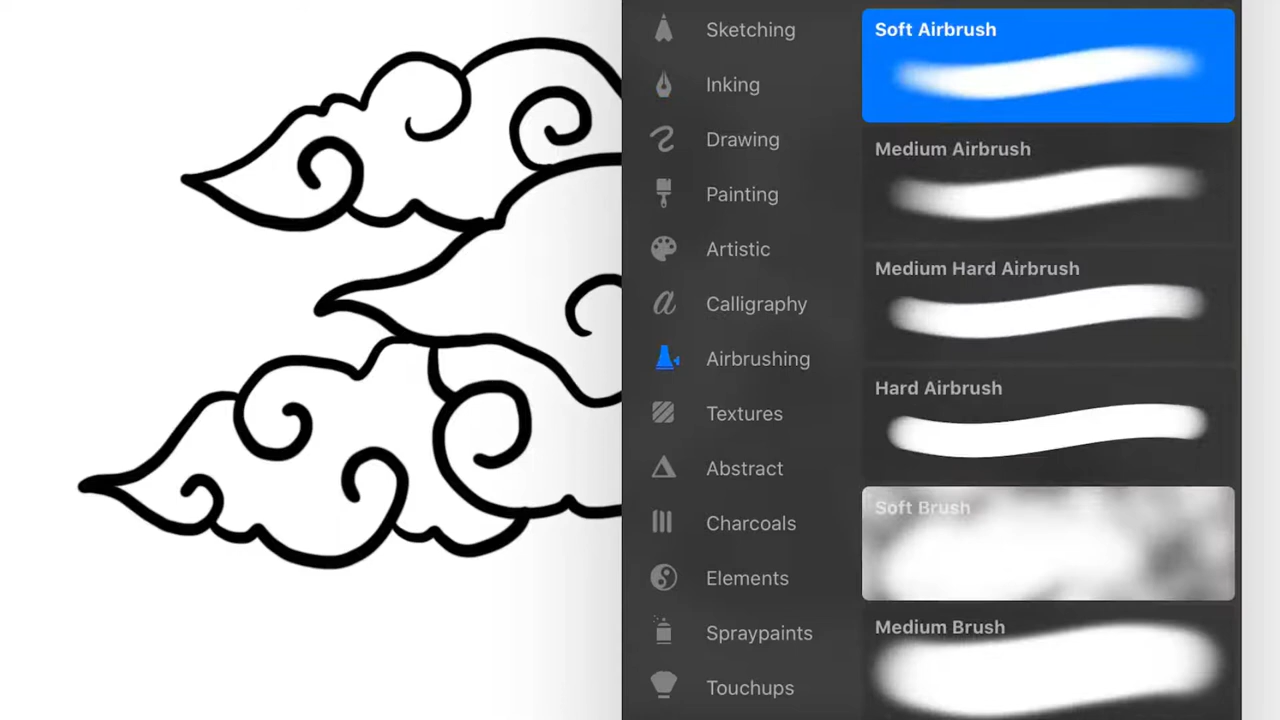 Sketching
Inking
Drawing
Painting
Artistic
Calligraphy
Airbrushing
Textures
Abstract
Charcoals
Elements
Spraypaints
Touchups
Soft Airbrush
Medium Airbrush
Medium Hard Airbrush
Hard Airbrush
Soft Brush
Medium Brush